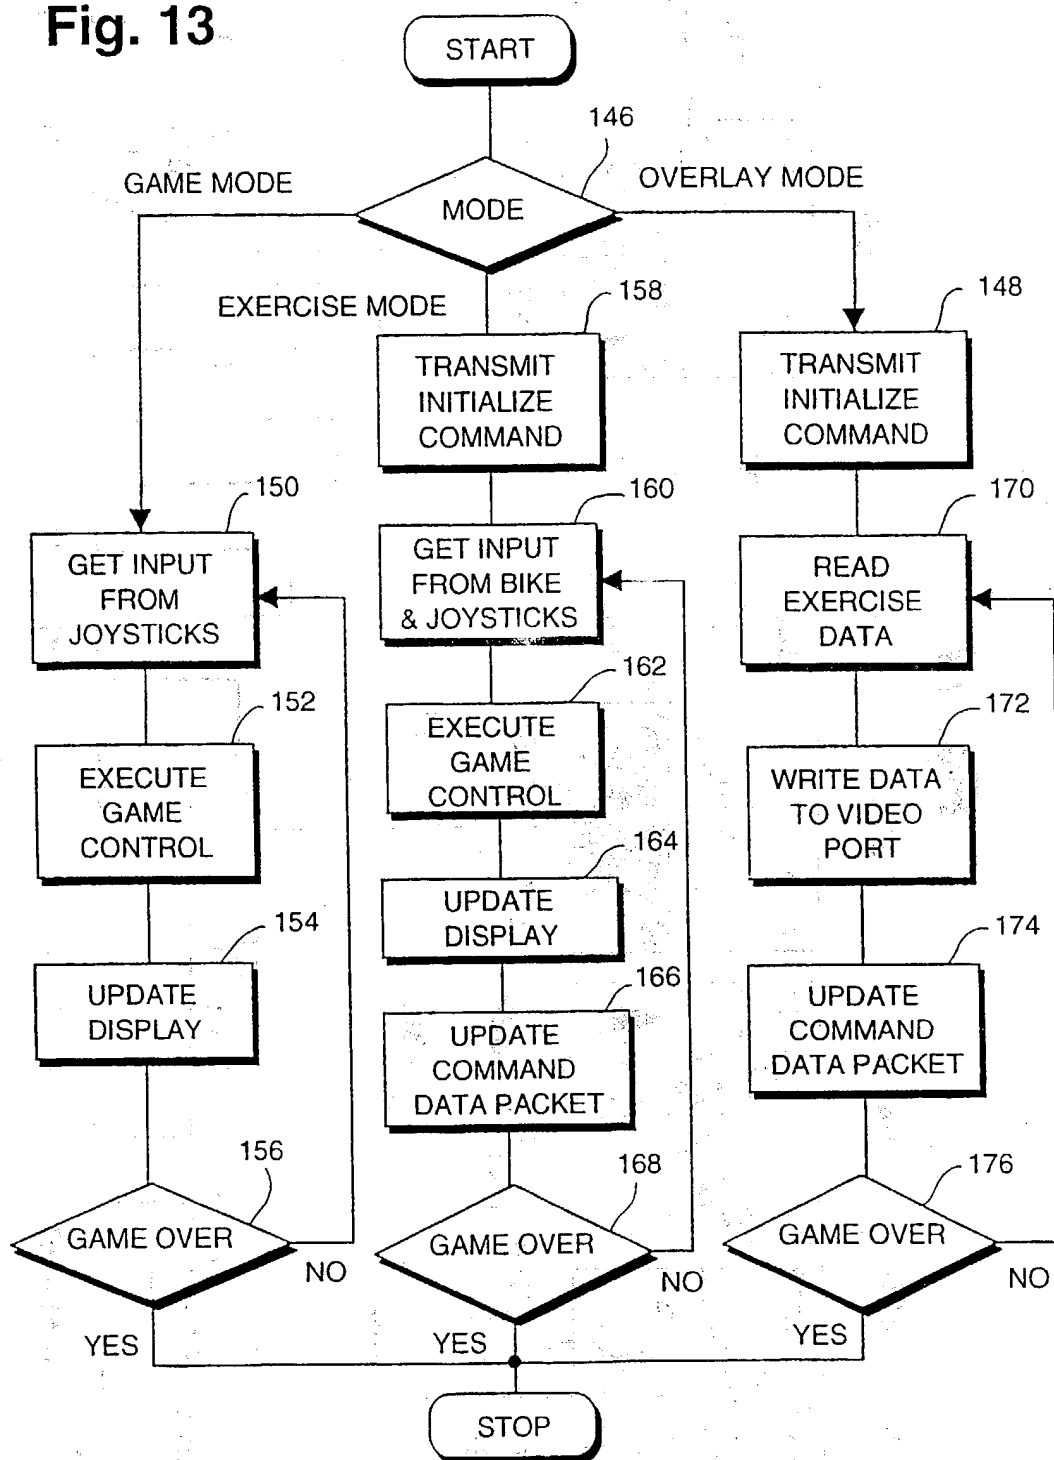 Fig. 13
START
146
GAME MODE
OVERLAY MODE
MODE
EXERCISE MODE
158
148
TRANSMIT
INITIALIZE
COMMAND
TRANSMIT
INITIALIZE
COMMAND
150
160
170
GET INPUT
FROM
JOYSTICKS
GET INPUT
FROM BIKE
& JOYSTICKS
READ
EXERCISE
DATA
152
162
172
EXECUTE
GAME
CONTROL
EXECUTE
GAME
CONTROL
WRITE DATA
TO VIDEO
PORT
154
164
174
UPDATE
DISPLAY
UPDATE
DISPLAY
166
UPDATE
COMMAND
DATA PACKET
UPDATE
COMMAND
DATA PACKET
156
168
176
GAME OVER
GAME OVER
GAME OVER
NO
NO
NO
YES
YES
YES
STOP